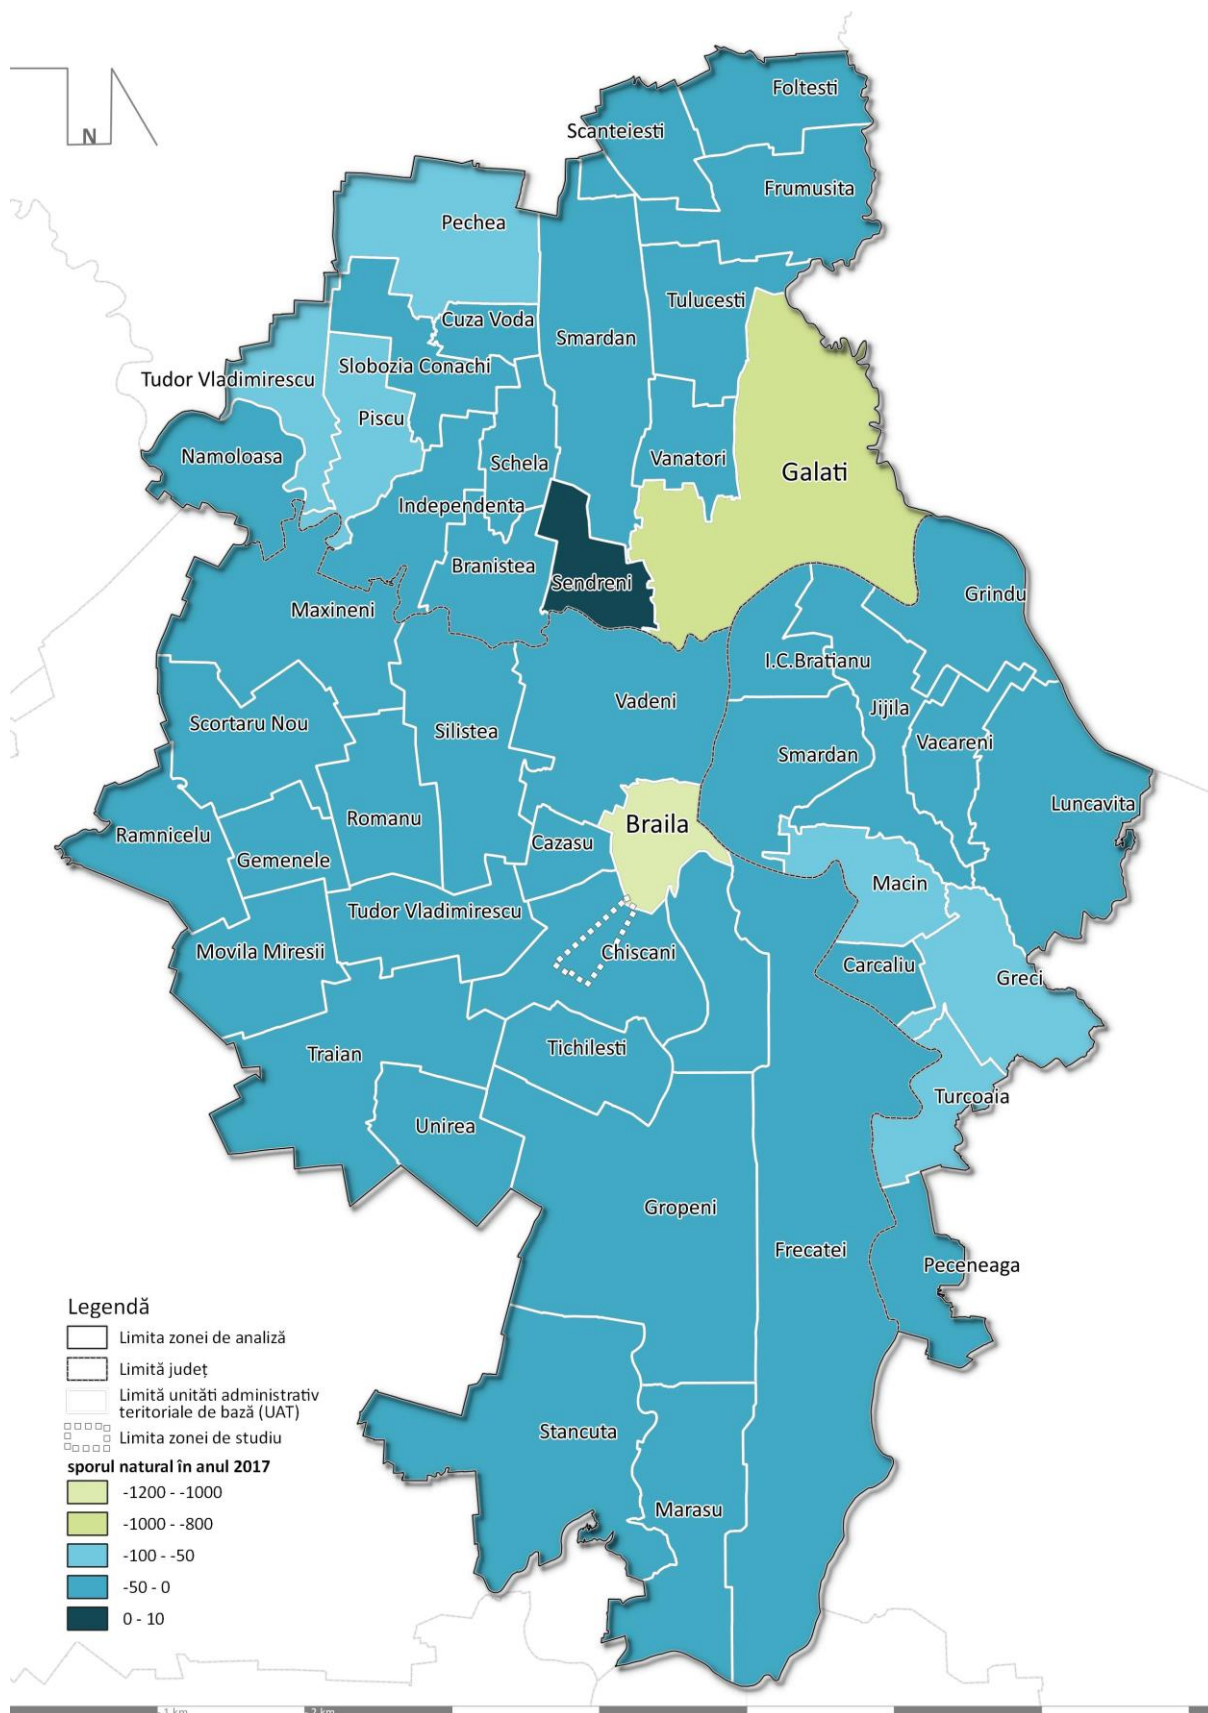 N
Foltesti
Scanteiesti
Frumusita
Pechea
Tulucesti
Cuza Voda
Smardan
Slobozia Conachi
Tudor Vladimirescu
Piscu
Namoloasa
Schela
Vanatori
Galati
Independenta
Branistea
Sendreni
Grindu
Maxineni
I.C.Bratianu
Vadeni
Jijila
Scortaru Nou
Silistea
Vacareni
Smardan
Luncavita
Romanu
Braila
Ramnicelu
Cazasu
Gemenele
Macin
Tudor Vladimirescu
Movila Miresii
Chiscani
Carcaliu
Greci
Traian
Tichilesti
Turcoaia
Unirea
Gropeni
Frecatei
Peceneaga
Stancuta
Marasu
Legendă
Limita zonei de analiză
Limită județ
Limită unităti administrativ
teritoriale de bază (UAT)
Limita zonei de studiu
sporul natural în anul 2017
-1200 - -1000
-1000 - -800
-100 - -50
-50 - 0
0 - 10
1 km
2 km